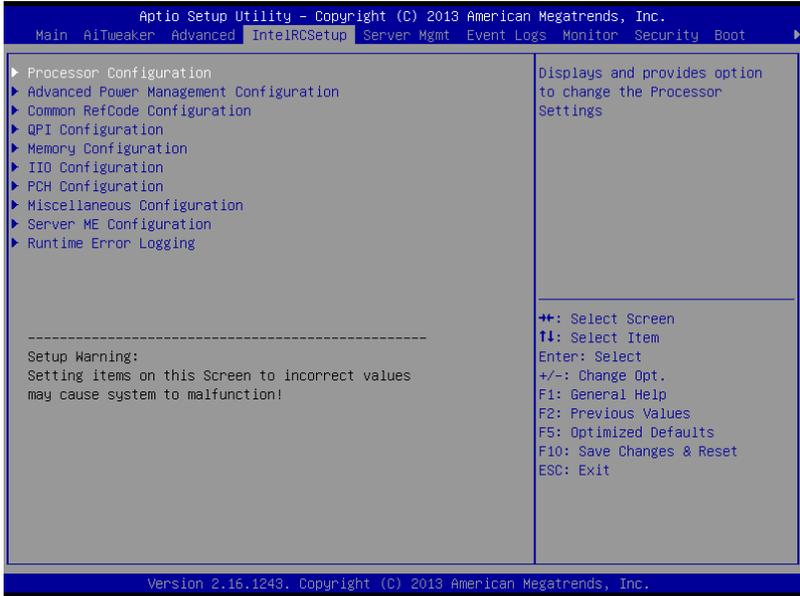 Aptio Setup Utility – Copyright (C) 2013 American Megatrends, Inc.
Main AiTweaker Advanced IntelRCSetup Server Mgmt Event Logs Monitor Security Boot
Processor Configuration
Advanced Power Management Configuration
Common RefCode Configuration
QPI Configuration
Memory Configuration
IIO Configuration
PCH Configuration
Miscellaneous Configuration
Server ME Configuration
Runtime Error Logging
--------------------------------------------------
Setup Warning:
Setting items on this Screen to incorrect values
may cause system to malfunction!
Displays and provides option
to change the Processor
Settings
→←: Select Screen
↑↓: Select Item
Enter: Select
+/-: Change Opt.
F1: General Help
F2: Previous Values
F5: Optimized Defaults
F10: Save Changes & Reset
ESC: Exit
Version 2.16.1243. Copyright (C) 2013 American Megatrends, Inc.